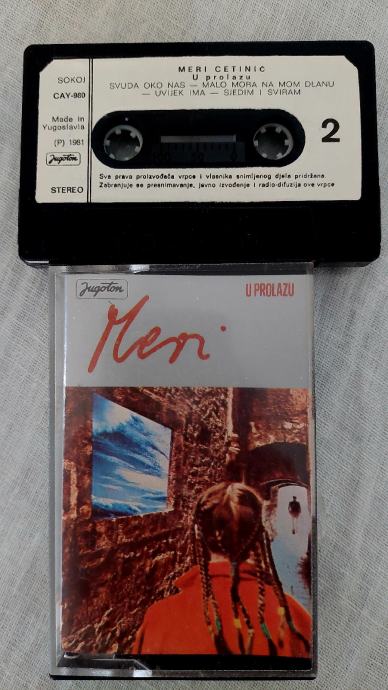 MERI CETINIĆ
U prolazu
SVUDA OKO NAS — MALO MORA NA MOM DLANU
— UVIJEK IMA — SJEDIM I SVIRAM
SOKOJ
CAY-980
Made in
Yugoslavia
(P) 1981
Jugoton
STEREO
2
Sva prava proizvođača vrpce i vlasnika snimljenog djela pridržana.
Zabranjuje se presnimavanje, javno izvođenje i radio-difuzija ove vrpce
Jugoton
U PROLAZU
Meri